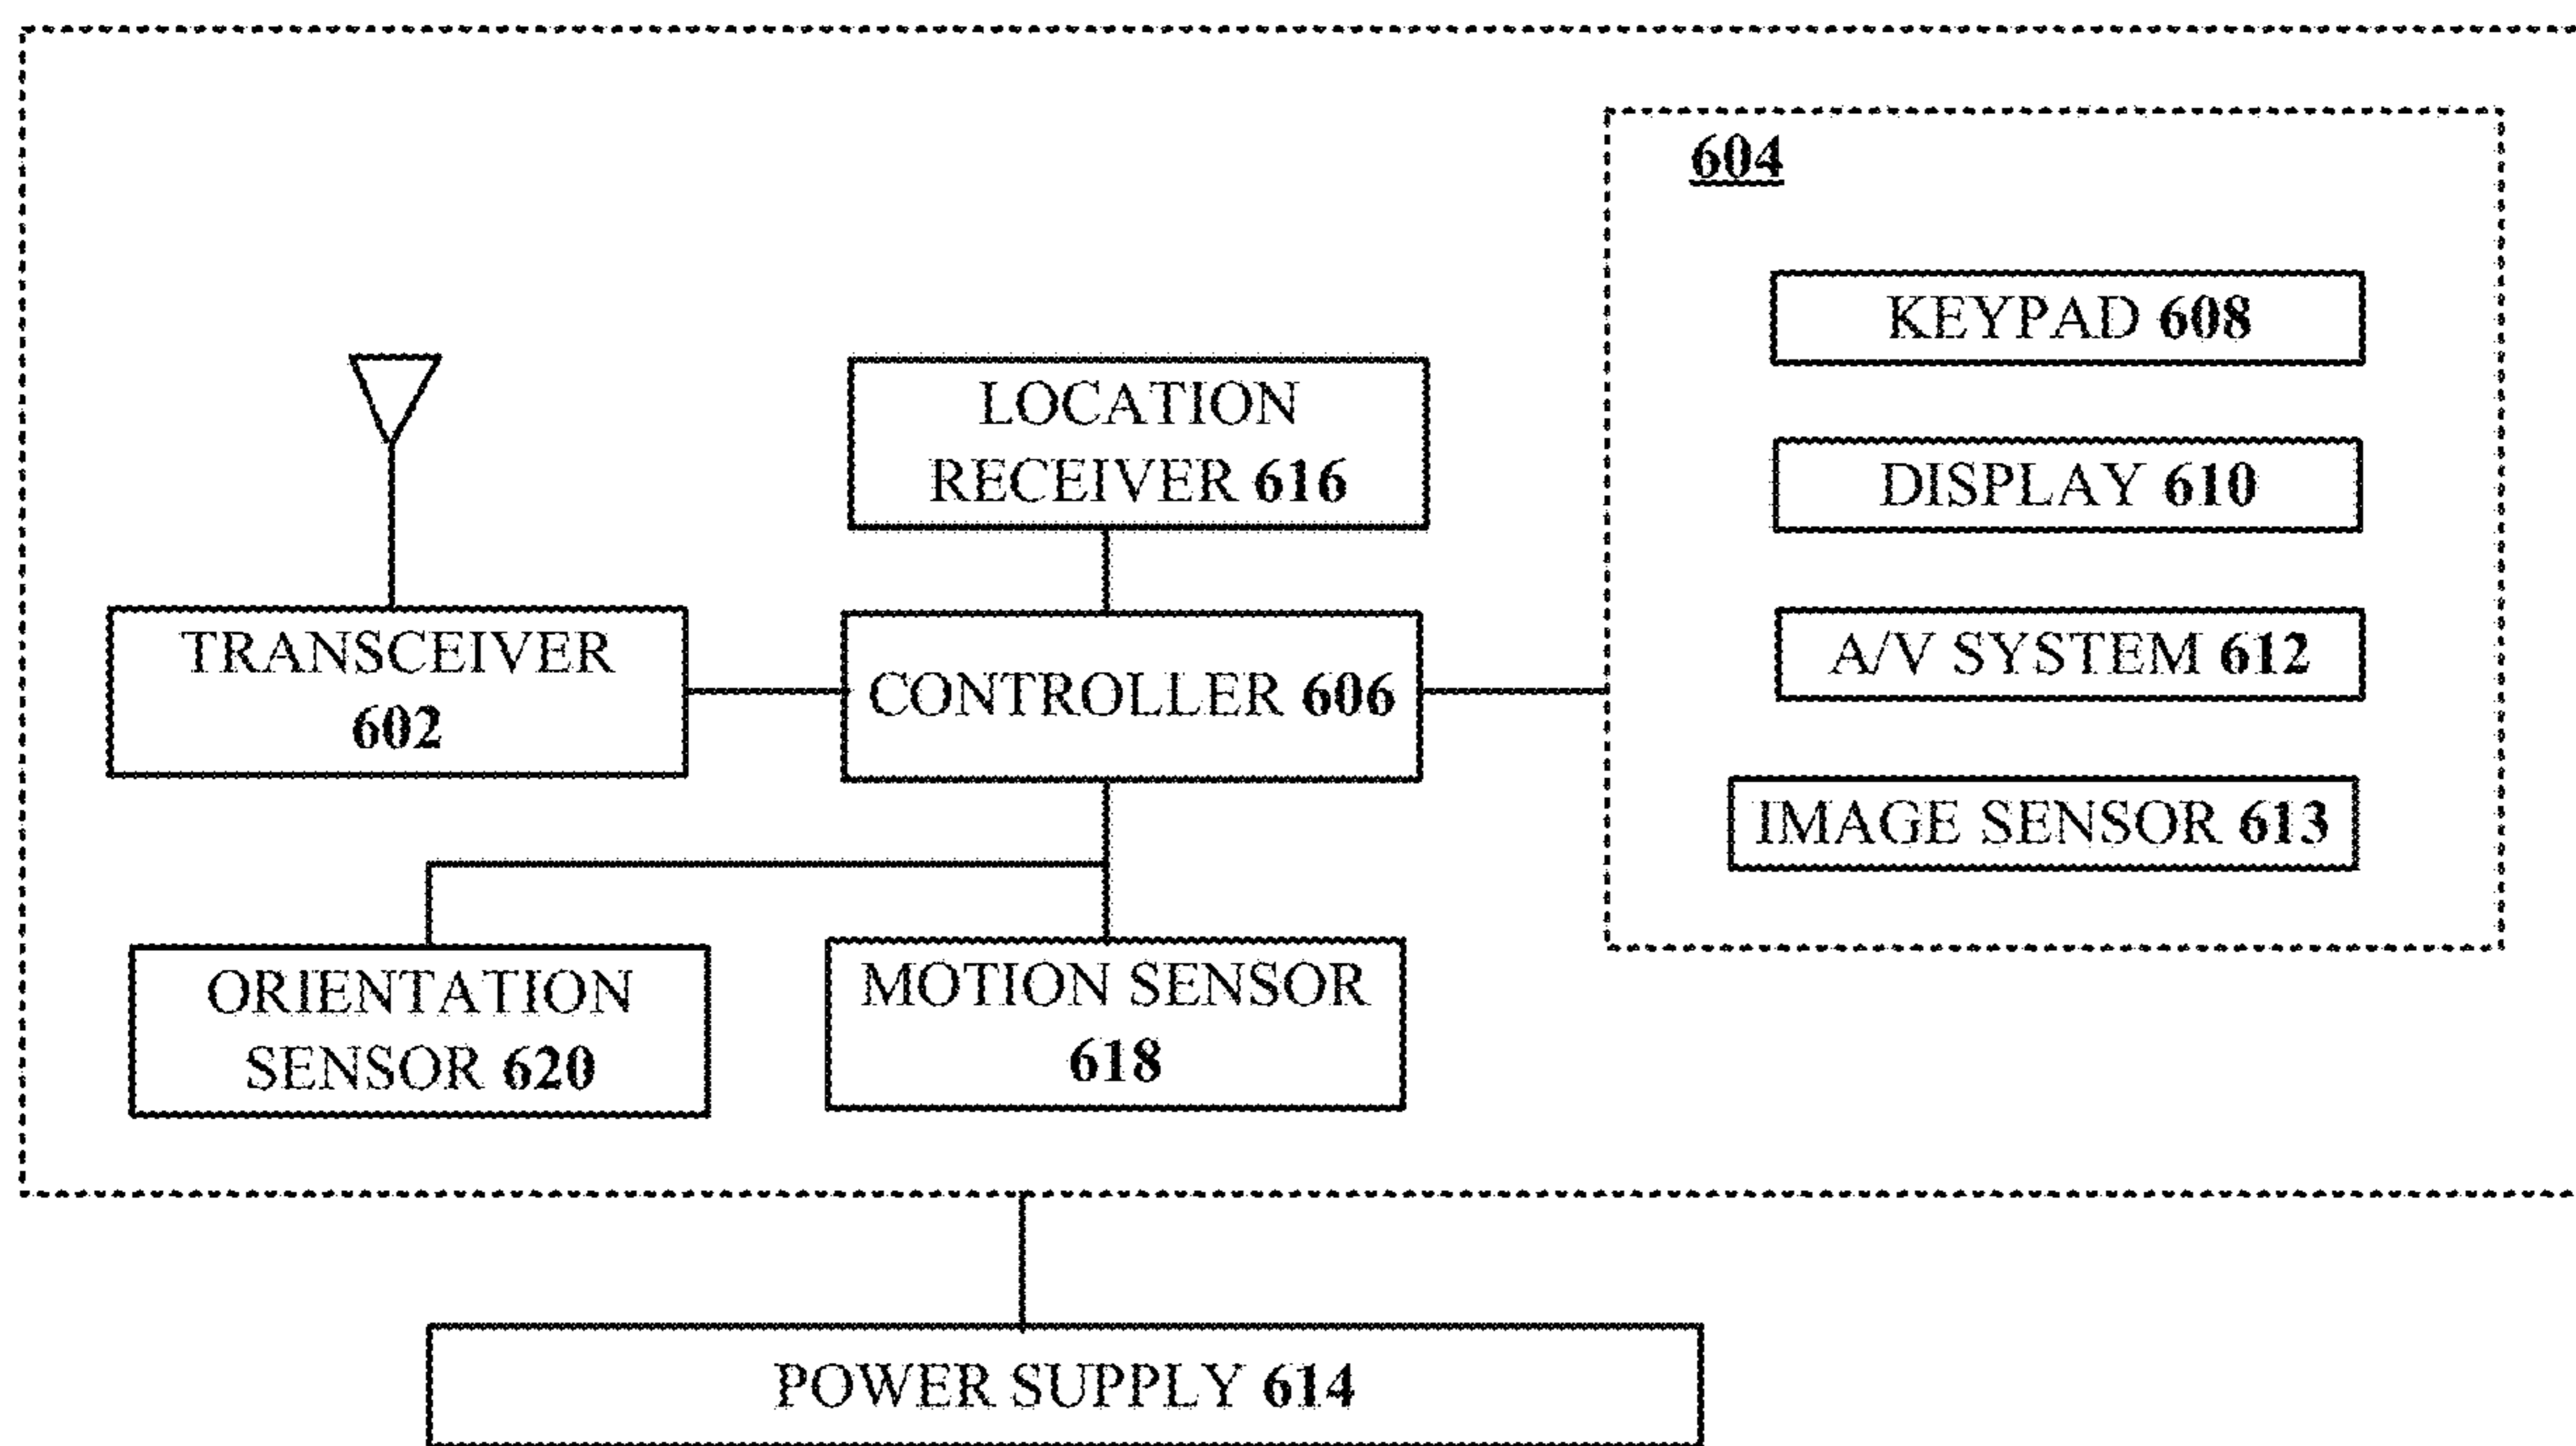 604
KEYPAD 608
LOCATION
RECEIVER 616
DISPLAY 610
TRANSCEIVER
602
CONTROLLER 606
A/V SYSTEM 612
IMAGE SENSOR 613
ORIENTATION
SENSOR 620
MOTION SENSOR
618
POWER SUPPLY 614